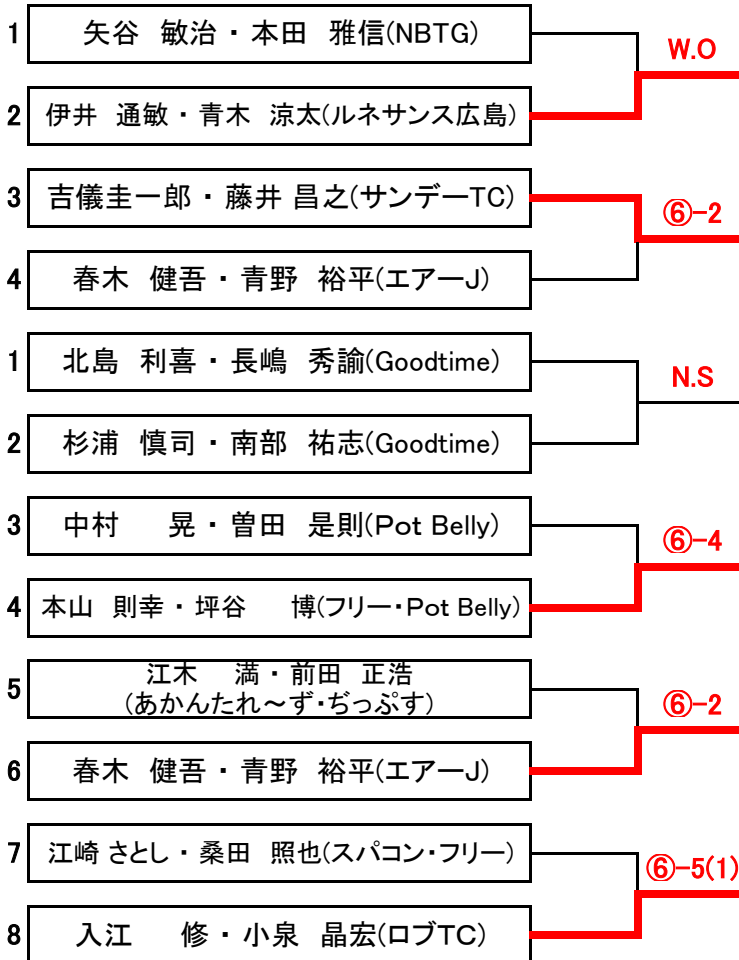 1 矢谷 敏治・本田 雅信(NBTG)
W.O
2 伊井 通敏・青木 涼太(ルネサンス広島)
3 吉儀圭一郎・藤井 昌之(サンデーTC)
⑥-2
4 春木 健吾・青野 裕平(エアーJ)
1 北島 利喜・長嶋 秀諭(Goodtime)
N.S
2 杉浦 慎司・南部 祐志(Goodtime)
3 中村 晃・曽田 是則(Pot Belly)
⑥-4
4 本山 則幸・坪谷 博(フリー・Pot Belly)
5 江木 満・前田 正浩
(あかんたれ~ず・ぢっぷす)
⑥-2
6 春木 健吾・青野 裕平(エアーJ)
7 江崎 さとし・桑田 照也(スパコン・フリー)
⑥-5(1)
8 入江 修・小泉 晶宏(ロブTC)